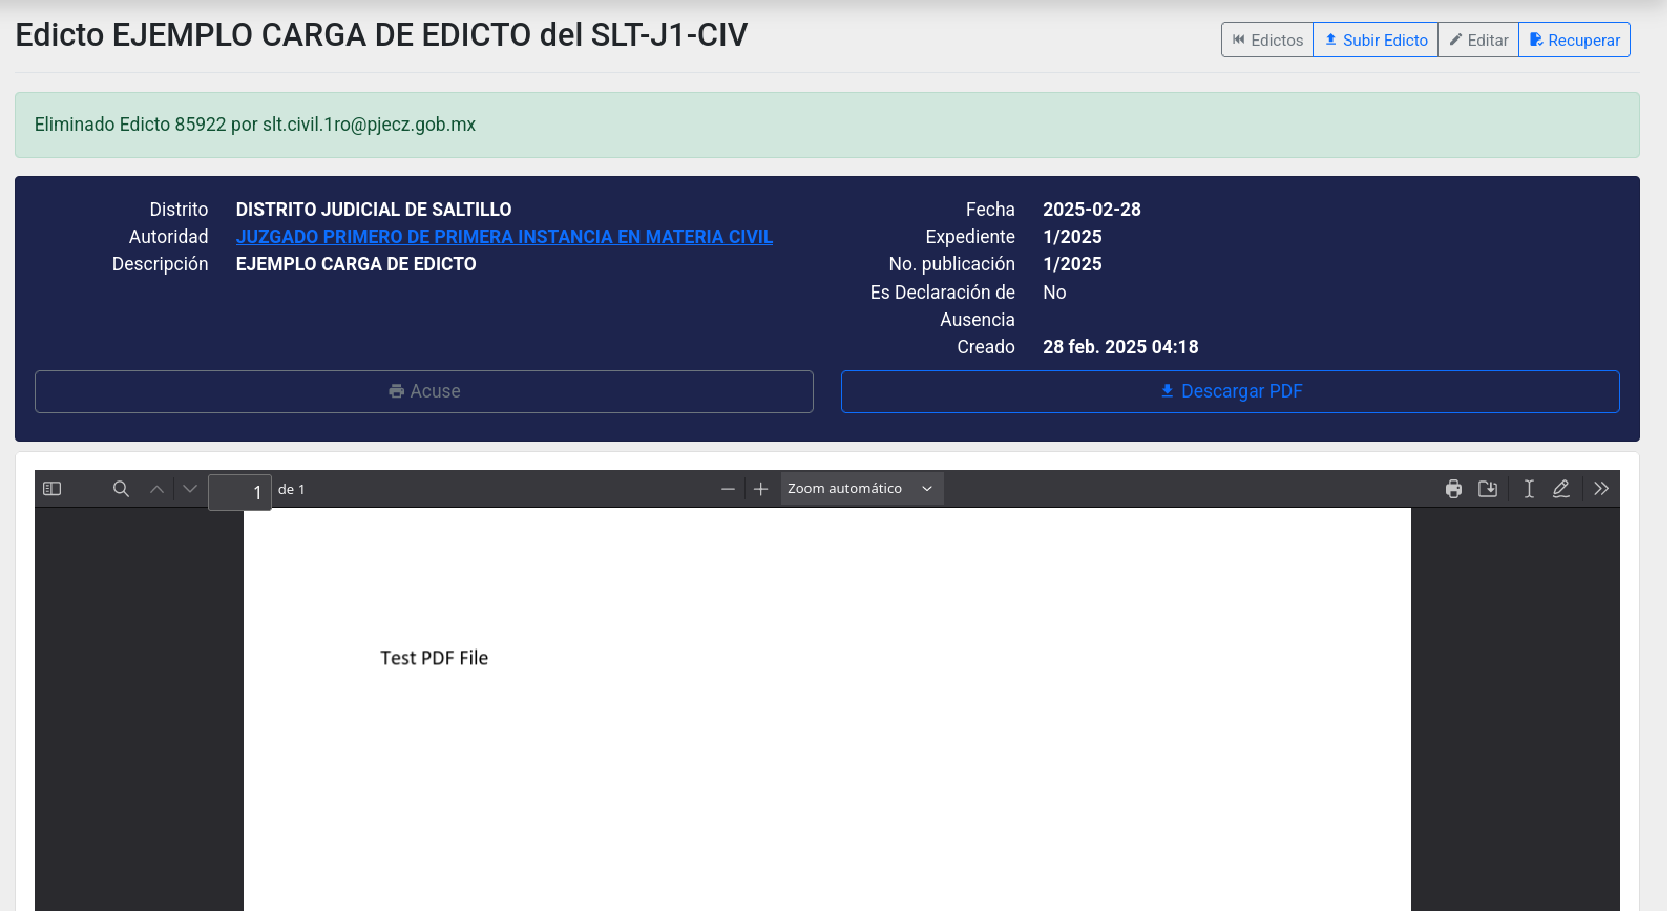 Edicto EJEMPLO CARGA DE EDICTO del SLT-J1-CIV
Edictos
Subir Edicto
Editar
Recuperar
Eliminado Edicto 85922 por slt.civil.1ro@pjecz.gob.mx
Distrito DISTRITO JUDICIAL DE SALTILLO
Autoridad JUZGADO PRIMERO DE PRIMERA INSTANCIA EN MATERIA CIVIL
Descripción EJEMPLO CARGA DE EDICTO
Fecha 2025-02-28
Expediente 1/2025
No. publicación 1/2025
Es Declaración de No
Ausencia
Creado 28 feb. 2025 04:18
Acuse
Descargar PDF
1 de 1
Zoom automático
Test PDF File